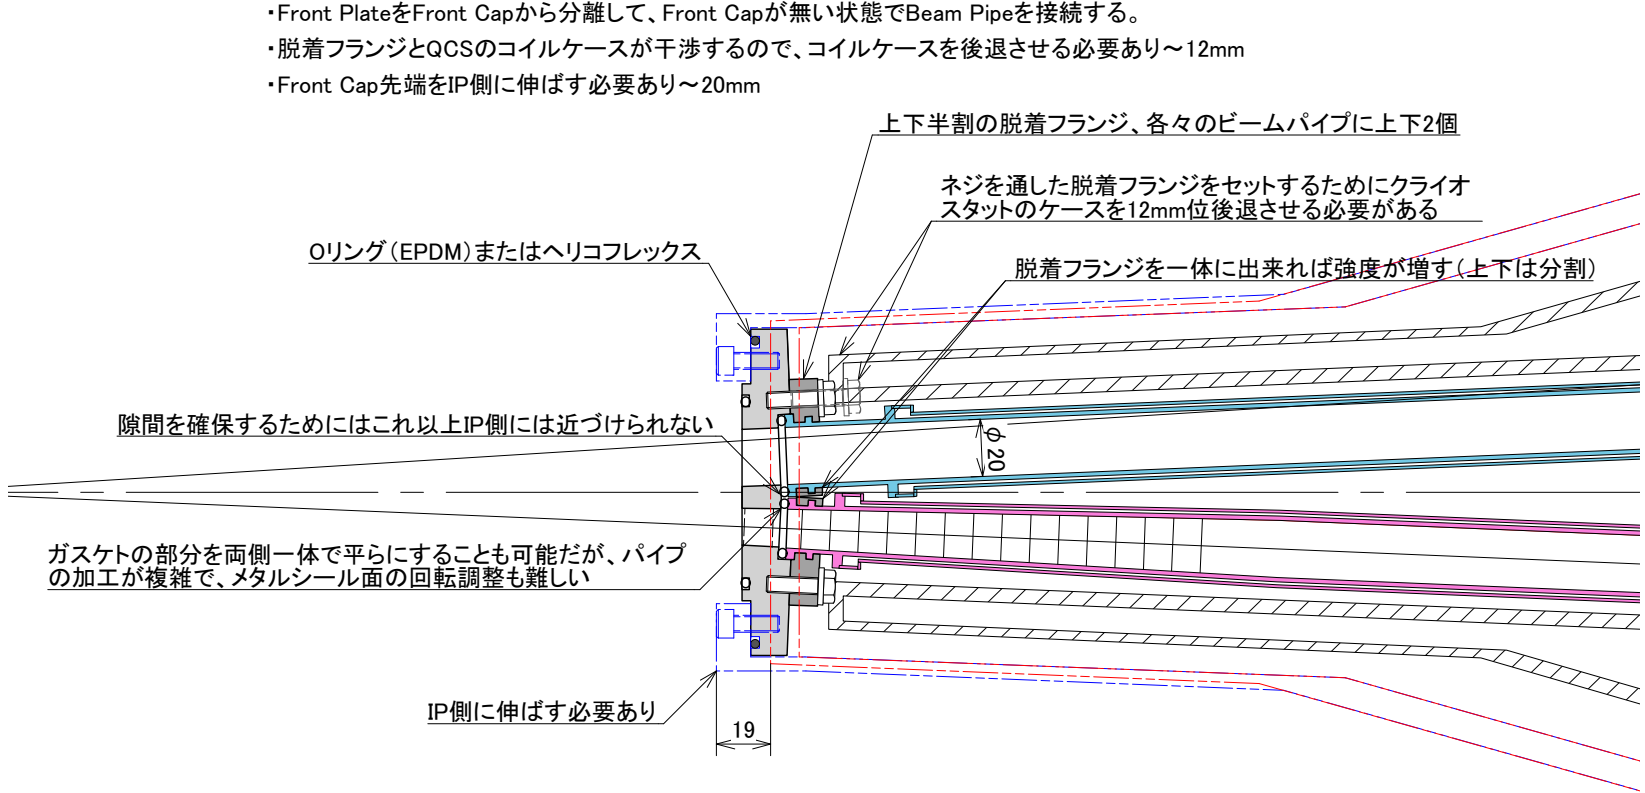 ・Front PlateをFront Capから分離して、Front Capが無い状態でBeam Pipeを接続する。
・脱着フランジとQCSのコイルケースが干渉するので、コイルケースを後退させる必要あり～12mm
・Front Cap先端をIP側に伸ばす必要あり～20mm
上下半割の脱着フランジ、各々のビームパイプに上下2個
ネジを通した脱着フランジをセットするためにクライオ
スタットのケースを12mm位後退させる必要がある
Oリング（EPDM）またはヘリコフレックス
脱着フランジを一体に出来れば強度が増す（上下は分割）
隙間を確保するためにはこれ以上IP側には近づけられない
φ20
ガスケトの部分を両側一体で平らにすることも可能だが、パイプ
の加工が複雑で、メタルシール面の回転調整も難しい
IP側に伸ばす必要あり
19